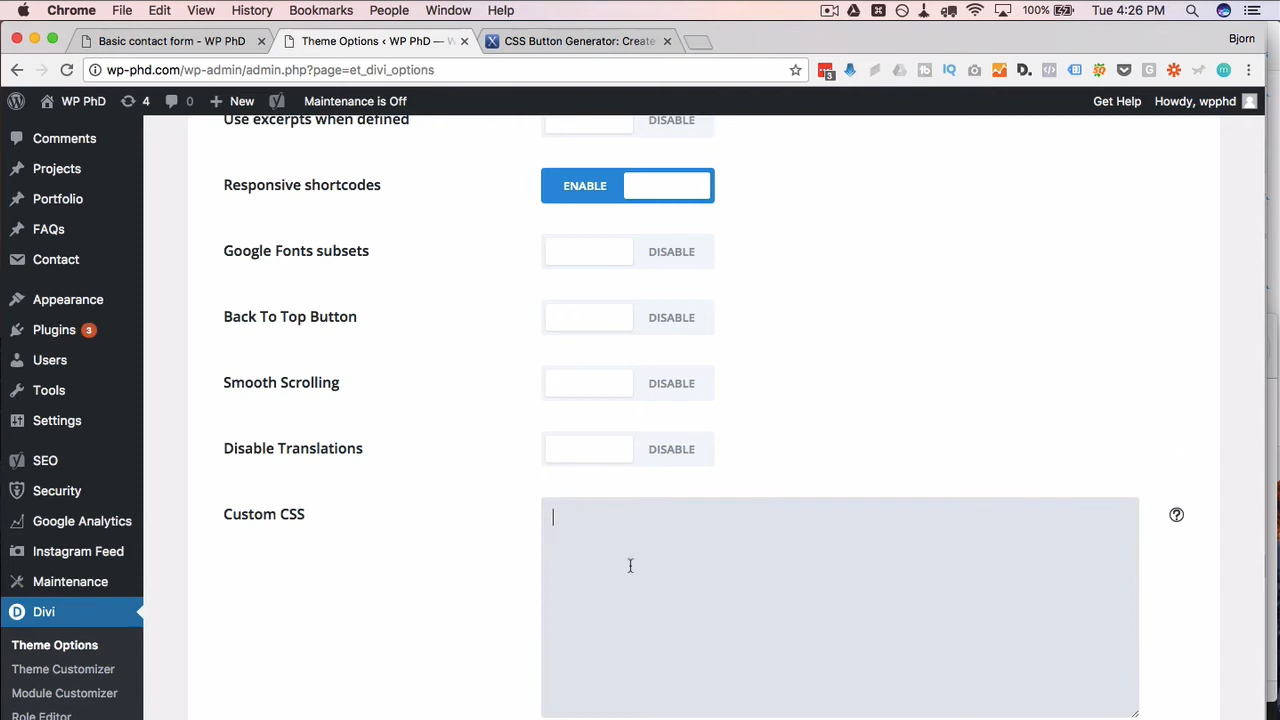 Chrome File Edit View History Bookmarks People Window Help 100% Tue 4:26 PM
Basic contact form - WP PhD
Theme Options ‹ WP PhD — W
CSS Button Generator: Create
Bjorn
wp-phd.com/wp-admin/admin.php?page=et_divi_options
WP PhD 4 0 + New Maintenance is Off Get Help Howdy, wpphd
Comments
Projects
Portfolio
FAQs
Contact
Appearance
Plugins 3
Users
Tools
Settings
SEO
Security
Google Analytics
Instagram Feed
Maintenance
Divi
Theme Options
Theme Customizer
Module Customizer
Role Editor
Use excerpts when defined DISABLE
Responsive shortcodes ENABLE
Google Fonts subsets DISABLE
Back To Top Button DISABLE
Smooth Scrolling DISABLE
Disable Translations DISABLE
Custom CSS